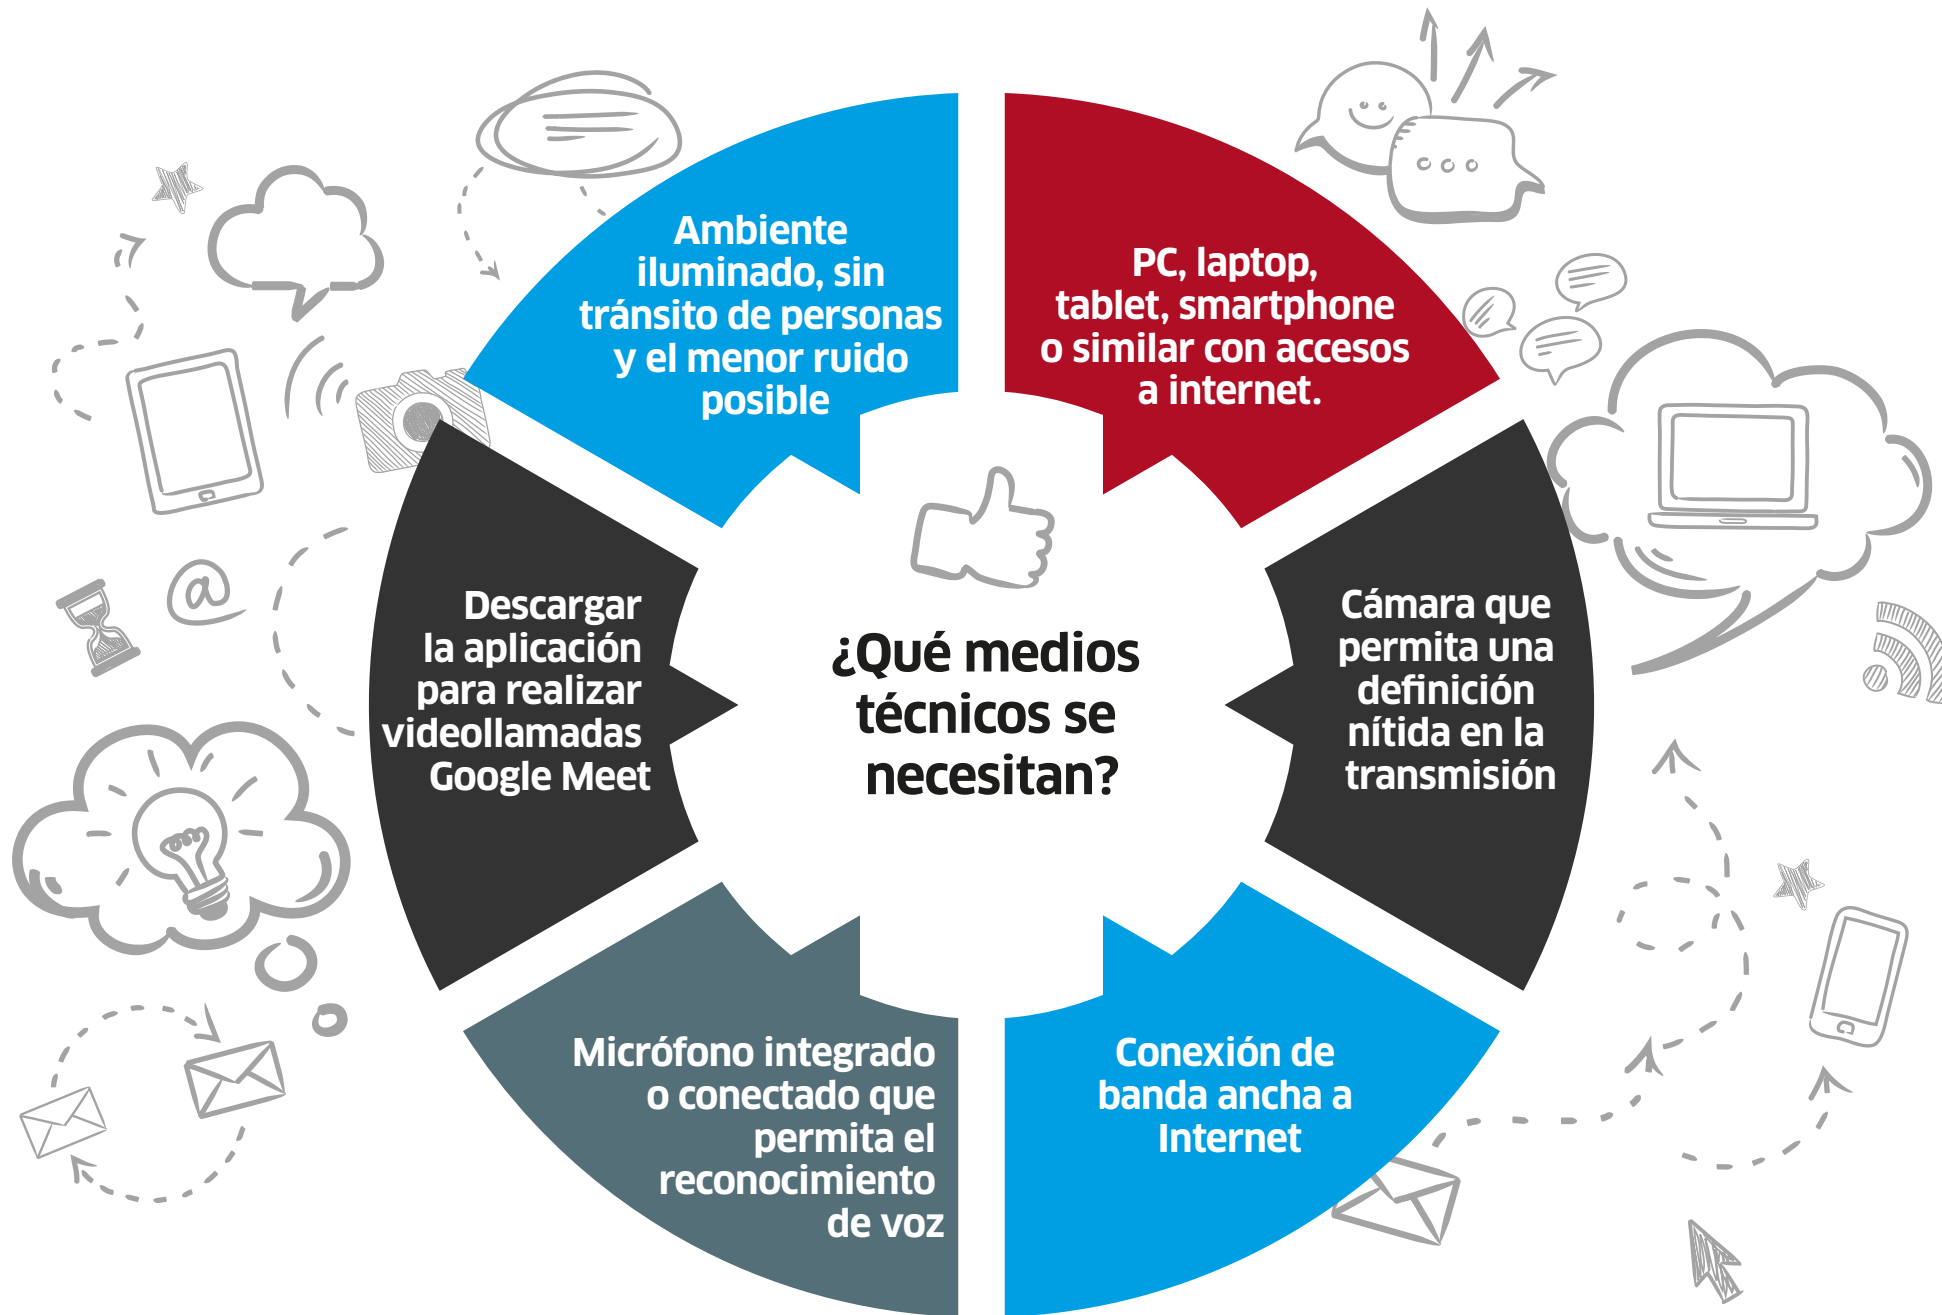 Ambiente
iluminado, sin
tránsito de personas
y el menor ruido
posible
PC, laptop,
tablet, smartphone
o similar con accesos
a internet.
Descargar
la aplicación
para realizar
videollamadas
Google Meet
¿Qué medios
técnicos se
necesitan?
Cámara que
permita una
definición
nítida en la
transmisión
Micrófono integrado
o conectado que
permita el
reconocimiento
de voz
Conexión de
banda ancha a
Internet
@